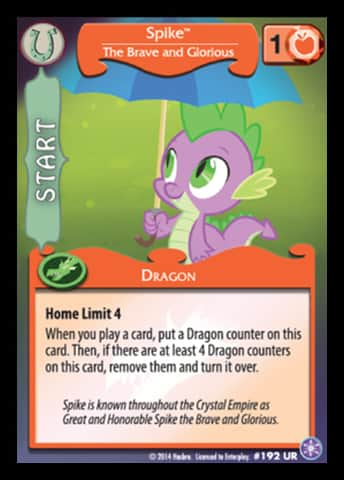 Spike™
The Brave and Glorious
1
START
DRAGON
Home Limit 4
When you play a card, put a Dragon counter on this
card. Then, if there are at least 4 Dragon counters
on this card, remove them and turn it over.
Spike is known throughout the Crystal Empire as
Great and Honorable Spike the Brave and Glorious.
© 2014 Hasbro. Licensed to Enterplay. #192 UR